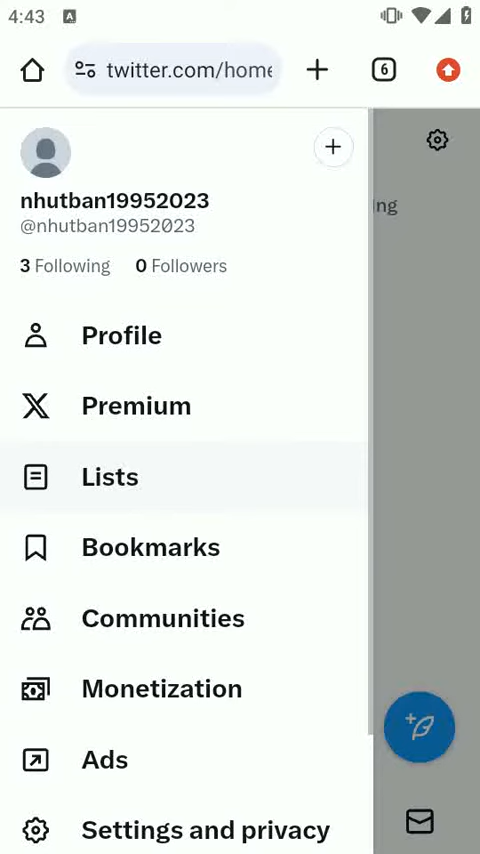 4:43
A
twitter.com/home
6
nhutban19952023
@nhutban19952023
3 Following 0 Followers
ing
Profile
Premium
Lists
Bookmarks
Communities
Monetization
Ads
Settings and privacy